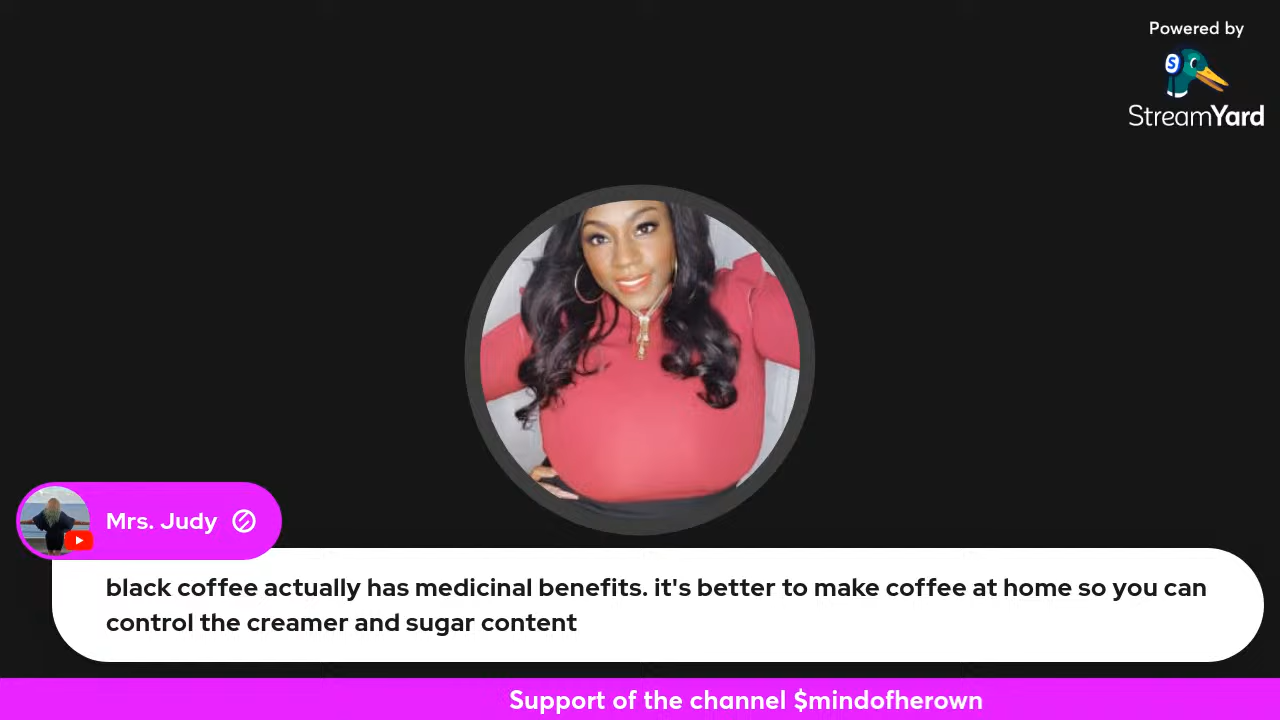 Powered by
S
StreamYard
Mrs. Judy
black coffee actually has medicinal benefits. it's better to make coffee at home so you can
control the creamer and sugar content
Support of the channel $mindofherown